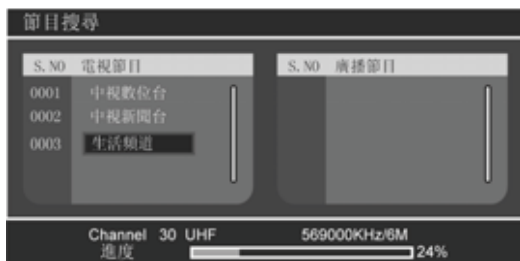 節目搜尋
S.NO 電視節目
S.NO 廣播節目
0001 中視數位台
0002 中視新聞台
0003 生活頻道
Channel 30 UHF 569000KHz/6M
進度 24%